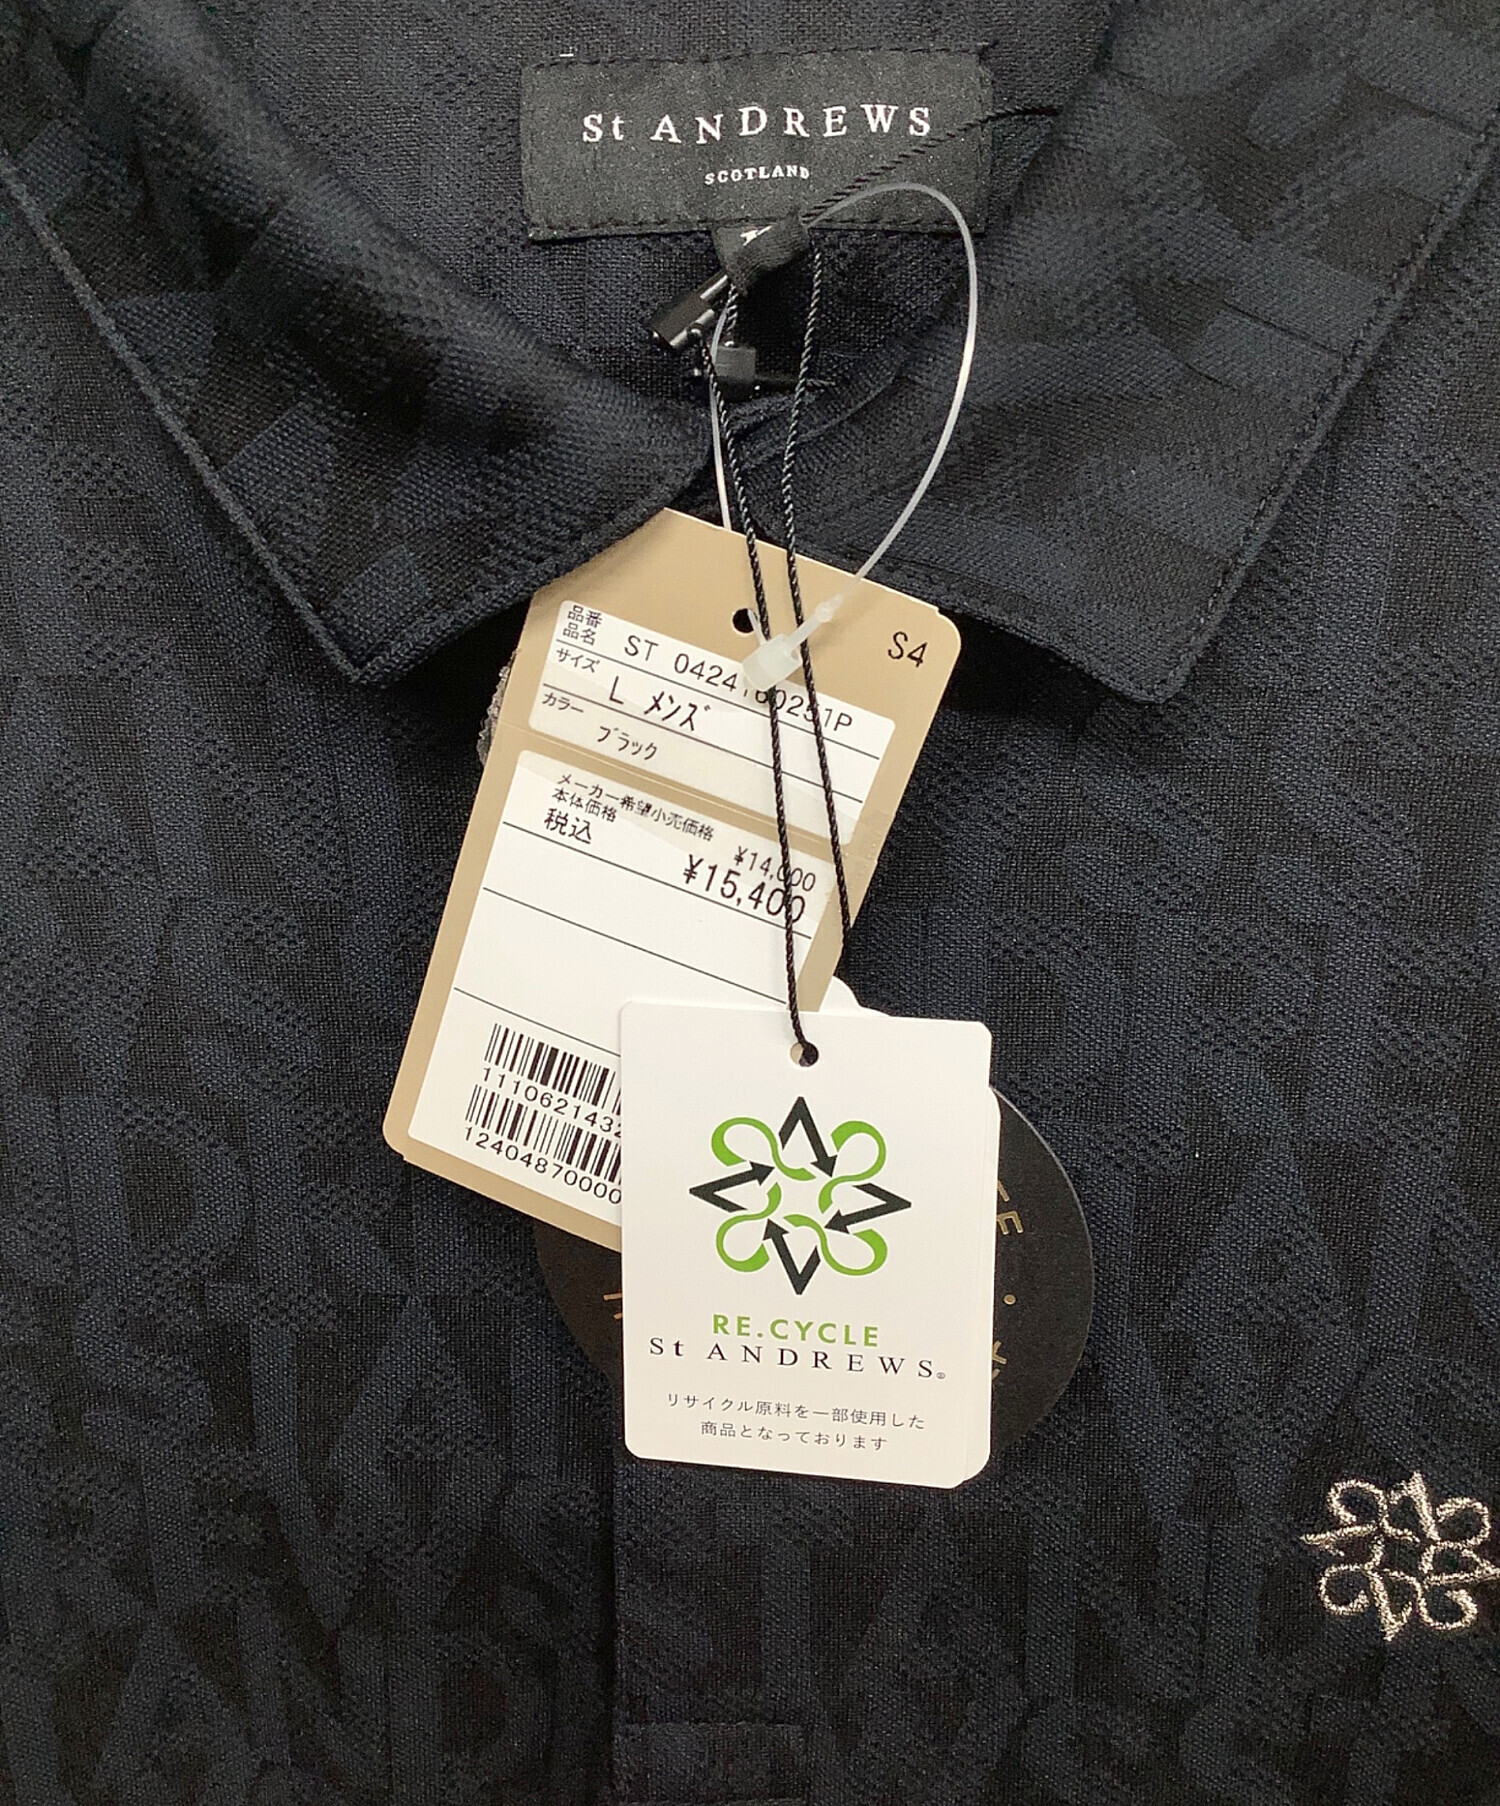 St ANDREWS
SCOTLAND
S4
品番
品名 ST
サイズ L メンズ
カラー ブラック
メーカー希望小売価格
本体価格 ¥14,000
税込 ¥15,400
RE.CYCLE
St ANDREWS®
リサイクル原料を一部使用した
商品となっております